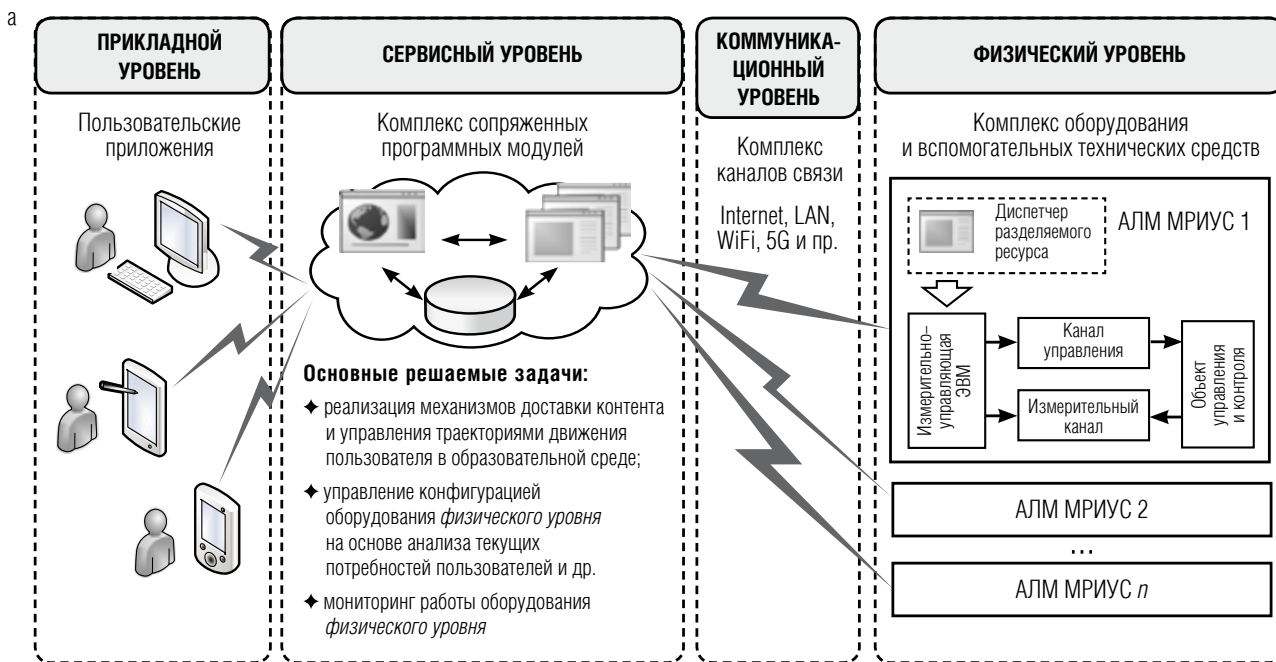 а
ПРИКЛАДНОЙ
УРОВЕНЬ
Пользовательские
приложения
СЕРВИСНЫЙ УРОВЕНЬ
Комплекс сопряженных
программных модулей
Основные решаемые задачи:
✦ реализация механизмов доставки контента
и управления траекториями движения
пользователя в образовательной среде;
✦ управление конфигурацией
оборудования физического уровня
на основе анализа текущих
потребностей пользователей и др.
✦ мониторинг работы оборудования
физического уровня
КОММУНИКА-
ЦИОННЫЙ
УРОВЕНЬ
Комплекс
каналов связи
Internet, LAN,
WiFi, 5G и пр.
ФИЗИЧЕСКИЙ УРОВЕНЬ
Комплекс оборудования
и вспомогательных технических средств
Диспетчер
разделяемого
ресурса
АЛМ МРИУС 1
Измерительно–
управляющая
ЭВМ
Канал
управления
Измерительный
канал
Объект
управления
и контроля
АЛМ МРИУС 2
...
АЛМ МРИУС n